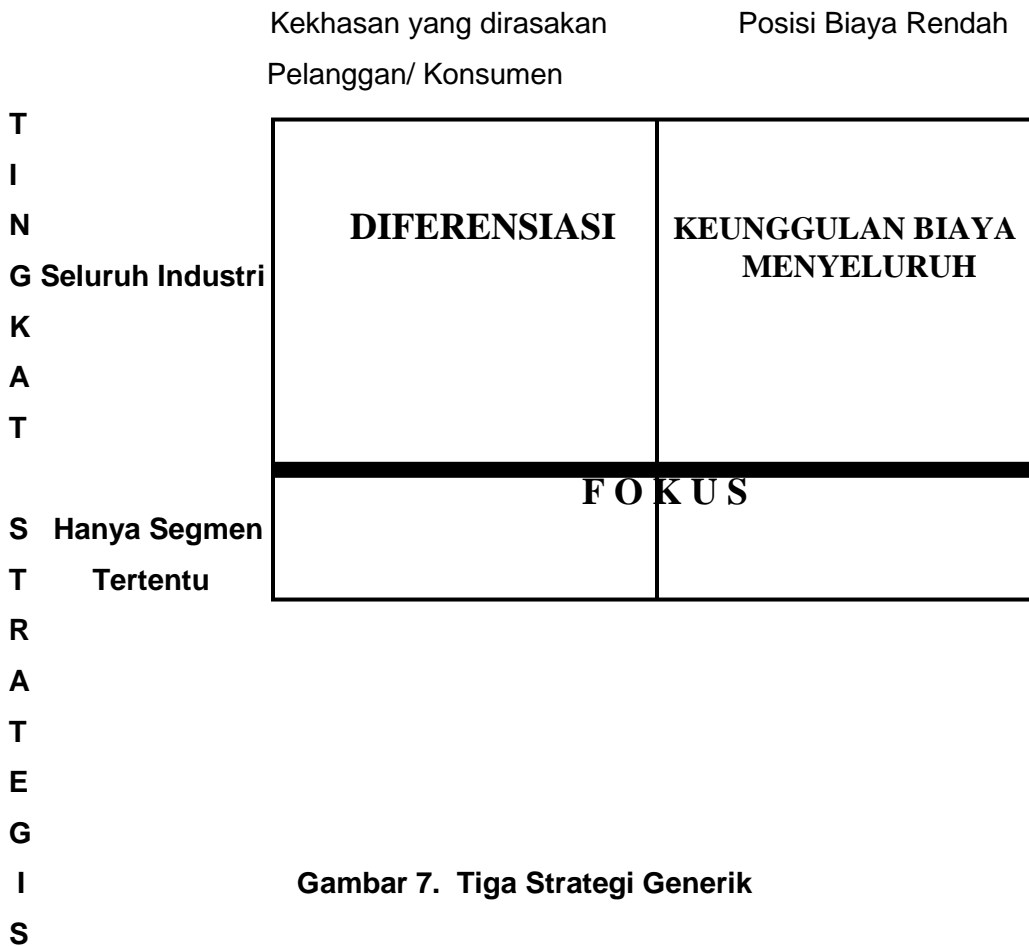 Kekhasan yang dirasakan Posisi Biaya Rendah
Pelanggan/ Konsumen
T
I
N DIFERENSIASI KEUNGGULAN BIAYA
G Seluruh Industri MENYELURUH
K
A
T
F O K U S
S Hanya Segmen
T Tertentu
R
A
T
E
G
I Gambar 7. Tiga Strategi Generik
S